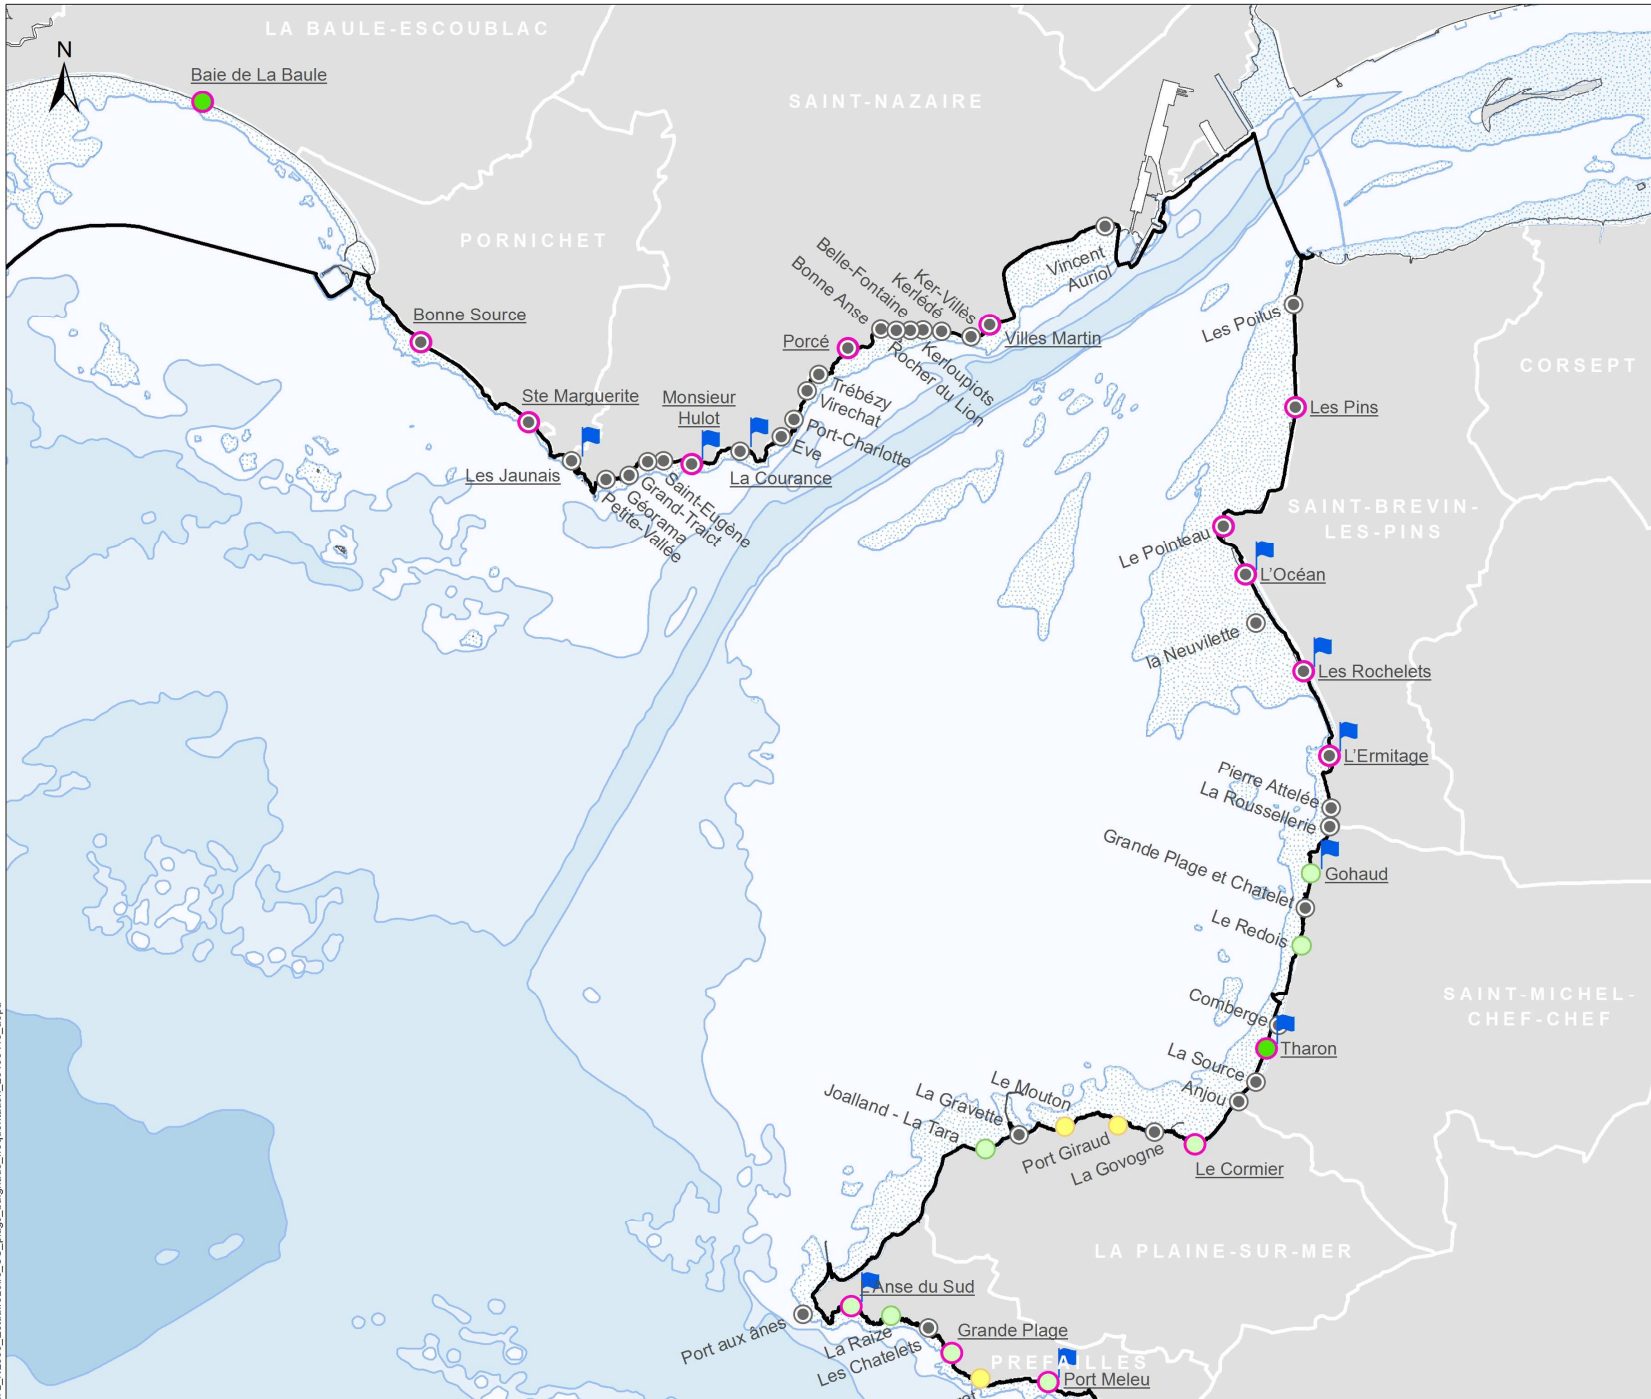 LA BAULE-ESCOUBLAC
N
Baie de La Baule
SAINT-NAZAIRE
PORNICHET
Bonne Source
Ste Marguerite
Les Jaunais
Monsieur
Hulot
La Courance
Petite-Vallée
Géorama
Grand-Traict
Saint-Eugène
Eve
Port-Charlotte
Virechat
Trébézy
Porcé
Bonne Anse
Belle-Fontaine
Kerlédé
Ker-Villès
Rocher du Lion
Kerloupiots
Villes Martin
Vincent
Auriol
Les Poilus
CORSEPT
Les Pins
SAINT-BREVIN-
LES-PINS
Le Pointeau
L'Océan
la Neuvilette
Les Rochelets
L'Ermitage
Pierre Attelée
La Roussellerie
Gohaud
Grande Plage et Chatelet
Le Redois
SAINT-MICHEL-
CHEF-CHEF
Comberge
Tharon
La Source
Anjou
Le Mouton
La Gravette
Joalland - La Tara
Port Giraud
La Govogne
Le Cormier
LA PLAINE-SUR-MER
L'Anse du Sud
Port aux ânes
La Raize
Les Chatelets
Grande Plage
PREFAILLES
Port Meleu